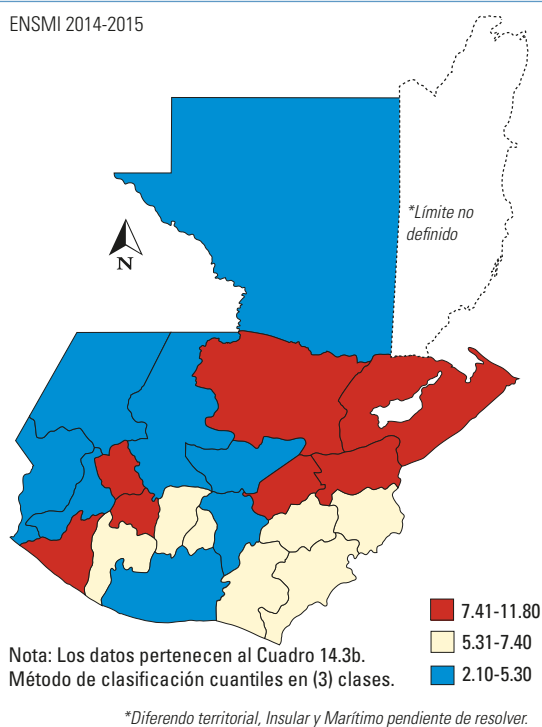 ENSMI 2014-2015
*Límite no
definido
N
7.41-11.80
5.31-7.40
2.10-5.30
Nota: Los datos pertenecen al Cuadro 14.3b.
Método de clasificación cuantiles en (3) clases.
*Diferendo territorial, Insular y Marítimo pendiente de resolver.